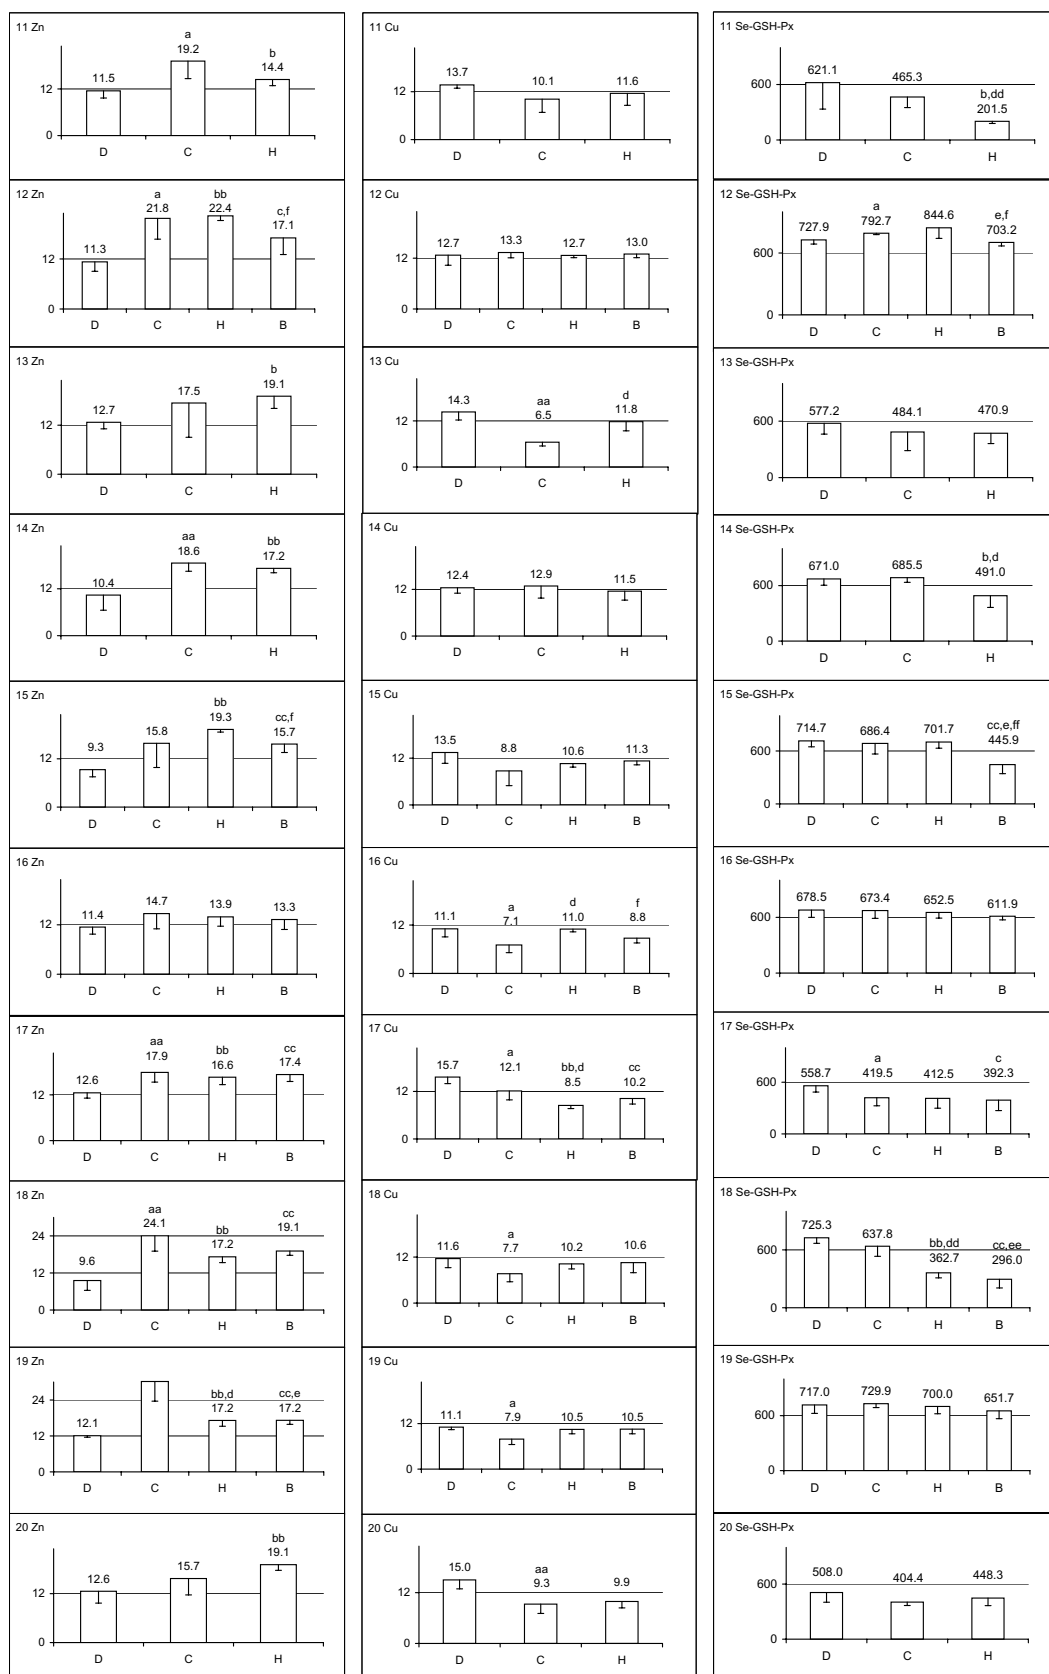 11 Zn
a
b
19.2
14.4
11.5
12
0
D C H
11 Cu
13.7
10.1
11.6
12
0
D C H
11 Se-GSH-Px
621.1
465.3
b,dd
201.5
600
0
D C H
12 Zn
a
bb
21.8
22.4
c,f
17.1
11.3
12
0
D C H B
12 Cu
12.7
13.3
12.7
13.0
12
0
D C H B
12 Se-GSH-Px
a
727.9
792.7
844.6
e,f
703.2
600
0
D C H B
13 Zn
b
12.7
17.5
19.1
12
0
D C H
13 Cu
14.3
aa
6.5
d
11.8
12
0
D C H
13 Se-GSH-Px
577.2
484.1
470.9
600
0
D C H
14 Zn
aa
bb
10.4
18.6
17.2
12
0
D C H
14 Cu
12.4
12.9
11.5
12
0
D C H
14 Se-GSH-Px
671.0
685.5
b,d
491.0
600
0
D C H
15 Zn
9.3
15.8
bb
19.3
cc,f
15.7
12
0
D C H B
15 Cu
13.5
8.8
10.6
11.3
12
0
D C H B
15 Se-GSH-Px
714.7
686.4
701.7
cc,e,ff
445.9
600
0
D C H B
16 Zn
11.4
14.7
13.9
13.3
12
0
D C H B
16 Cu
11.1
a
7.1
d
11.0
f
8.8
12
0
D C H B
16 Se-GSH-Px
678.5
673.4
652.5
611.9
600
0
D C H B
17 Zn
12.6
aa
17.9
bb
16.6
cc
17.4
12
0
D C H B
17 Cu
15.7
a
12.1
bb,d
8.5
cc
10.2
12
0
D C H B
17 Se-GSH-Px
558.7
a
419.5
412.5
c
392.3
600
0
D C H B
18 Zn
9.6
aa
24.1
bb
17.2
cc
19.1
24
12
0
D C H B
18 Cu
11.6
a
7.7
10.2
10.6
12
0
D C H B
18 Se-GSH-Px
725.3
637.8
bb,dd
362.7
cc,ee
296.0
600
0
D C H B
19 Zn
12.1
bb,d
17.2
cc,e
17.2
24
12
0
D C H B
19 Cu
11.1
a
7.9
10.5
10.5
12
0
D C H B
19 Se-GSH-Px
717.0
729.9
700.0
651.7
600
0
D C H B
20 Zn
12.6
15.7
bb
19.1
12
0
D C H
20 Cu
15.0
aa
9.3
9.9
12
0
D C H
20 Se-GSH-Px
508.0
404.4
448.3
600
0
D C H